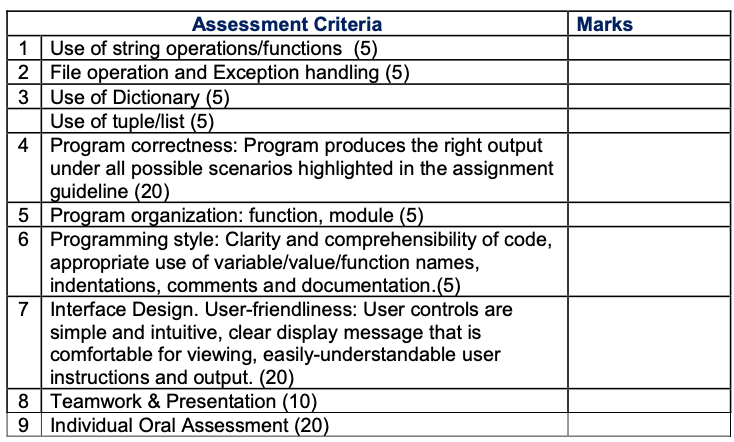 Assessment Criteria Marks
1 Use of string operations/functions (5)
2 File operation and Exception handling (5)
3 Use of Dictionary (5)
Use of tuple/list (5)
4 Program correctness: Program produces the right output
under all possible scenarios highlighted in the assignment
guideline (20)
5 Program organization: function, module (5)
6 Programming style: Clarity and comprehensibility of code,
appropriate use of variable/value/function names,
indentations, comments and documentation.(5)
7 Interface Design. User-friendliness: User controls are
simple and intuitive, clear display message that is
comfortable for viewing, easily-understandable user
instructions and output. (20)
8 Teamwork & Presentation (10)
9 Individual Oral Assessment (20)